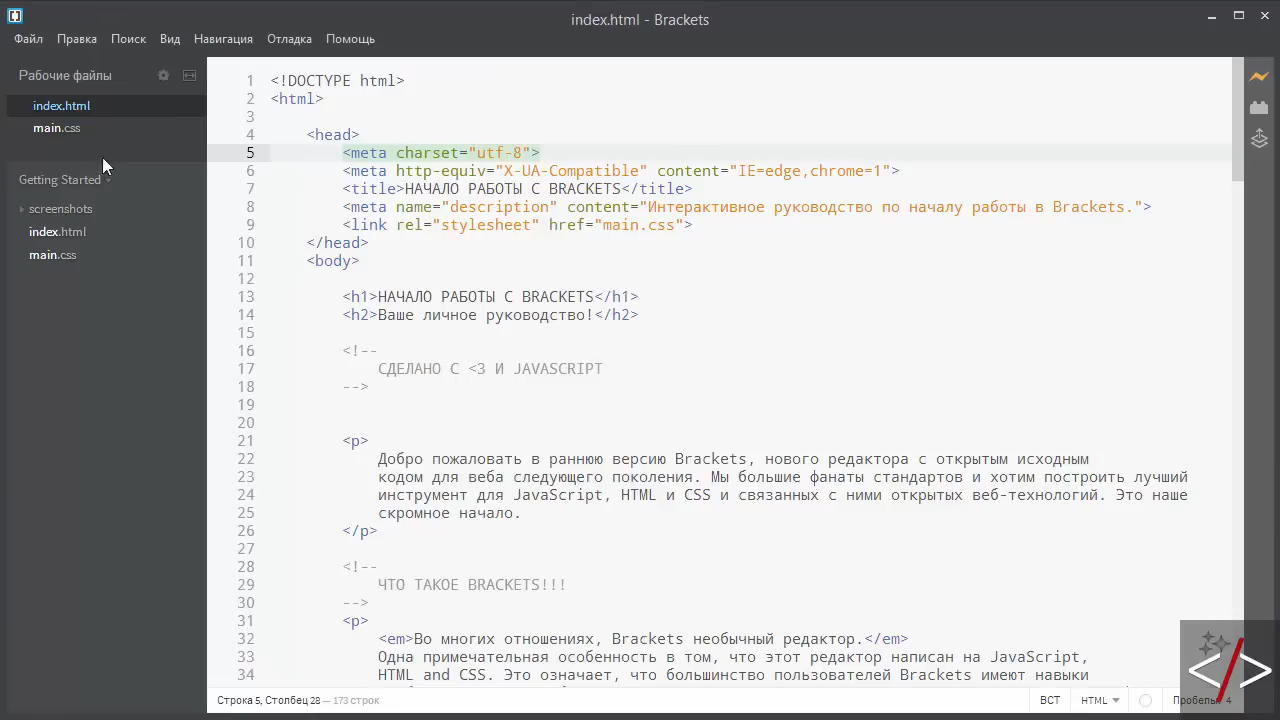 index.html - Brackets
Файл Правка Поиск Вид Навигация Отладка Помощь
Рабочие файлы
index.html
main.css
Getting Started
screenshots
index.html
main.css
1 <!DOCTYPE html>
2 <html>
3
4 <head>
5 <meta charset="utf-8">
6 <meta http-equiv="X-UA-Compatible" content="IE=edge,chrome=1">
7 <title>НАЧАЛО РАБОТЫ С BRACKETS</title>
8 <meta name="description" content="Интерактивное руководство по началу работы в Brackets.">
9 <link rel="stylesheet" href="main.css">
10 </head>
11 <body>
12
13 <h1>НАЧАЛО РАБОТЫ С BRACKETS</h1>
14 <h2>Ваше личное руководство!</h2>
15
16 <!--
17 СДЕЛАНО С <3 И JAVASCRIPT
18 -->
19
20
21 <p>
22 Добро пожаловать в раннюю версию Brackets, нового редактора с открытым исходным
23 кодом для веба следующего поколения. Мы большие фанаты стандартов и хотим построить лучший
24 инструмент для JavaScript, HTML и CSS и связанных с ними открытых веб-технологий. Это наше
25 скромное начало.
26 </p>
27
28 <!--
29 ЧТО ТАКОЕ BRACKETS!!!
30 -->
31 <p>
32 <em>Во многих отношениях, Brackets необычный редактор.</em>
33 Одна примечательная особенность в том, что этот редактор написан на JavaScript,
34 HTML and CSS. Это означает, что большинство пользователей Brackets имеют навыки
Строка 5, Столбец 28 — 173 строк
ВСТ HTML Пробелы: 4